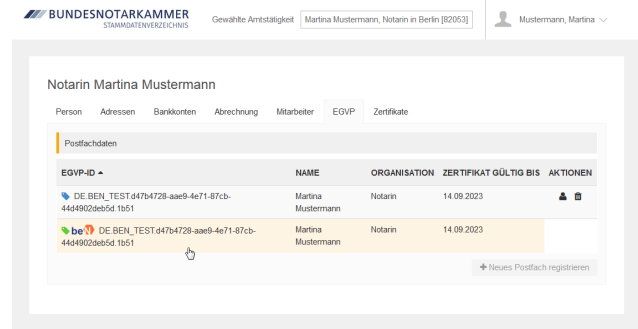 BUNDESNOTARKAMMER
STAMMDATENVERZEICHNIS
Gewählte Amtstätigkeit Martina Mustermann, Notarin in Berlin [82053] Mustermann, Martina
Notarin Martina Mustermann
Person Adressen Bankkonten Abrechnung Mitarbeiter EGVP Zertifikate
Postfachdaten
EGVP-ID NAME ORGANISATION ZERTIFIKAT GÜLTIG BIS AKTIONEN
DE.BEN_TEST.d47b4728-aae9-4e71-87cb- Martina Notarin 14.09.2023
44d4902deb5d.1b51 Mustermann
beN DE.BEN_TEST.d47b4728-aae9-4e71-87cb- Martina Notarin 14.09.2023
44d4902deb5d.1b51 Mustermann
+ Neues Postfach registrieren